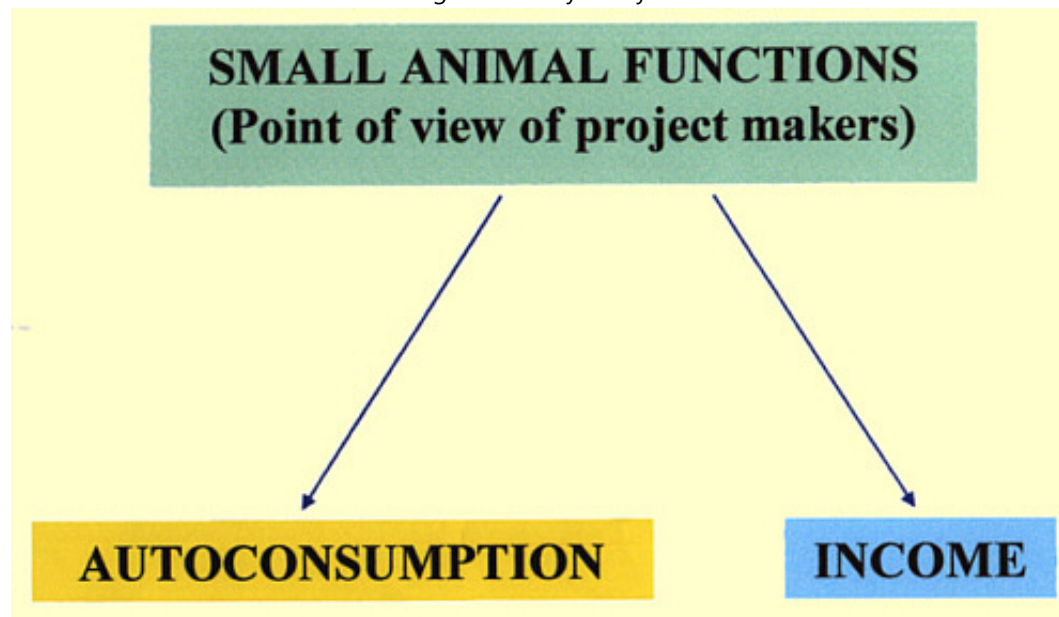 SMALL ANIMAL FUNCTIONS
(Point of view of project makers)
AUTOCONSUMPTION
INCOME